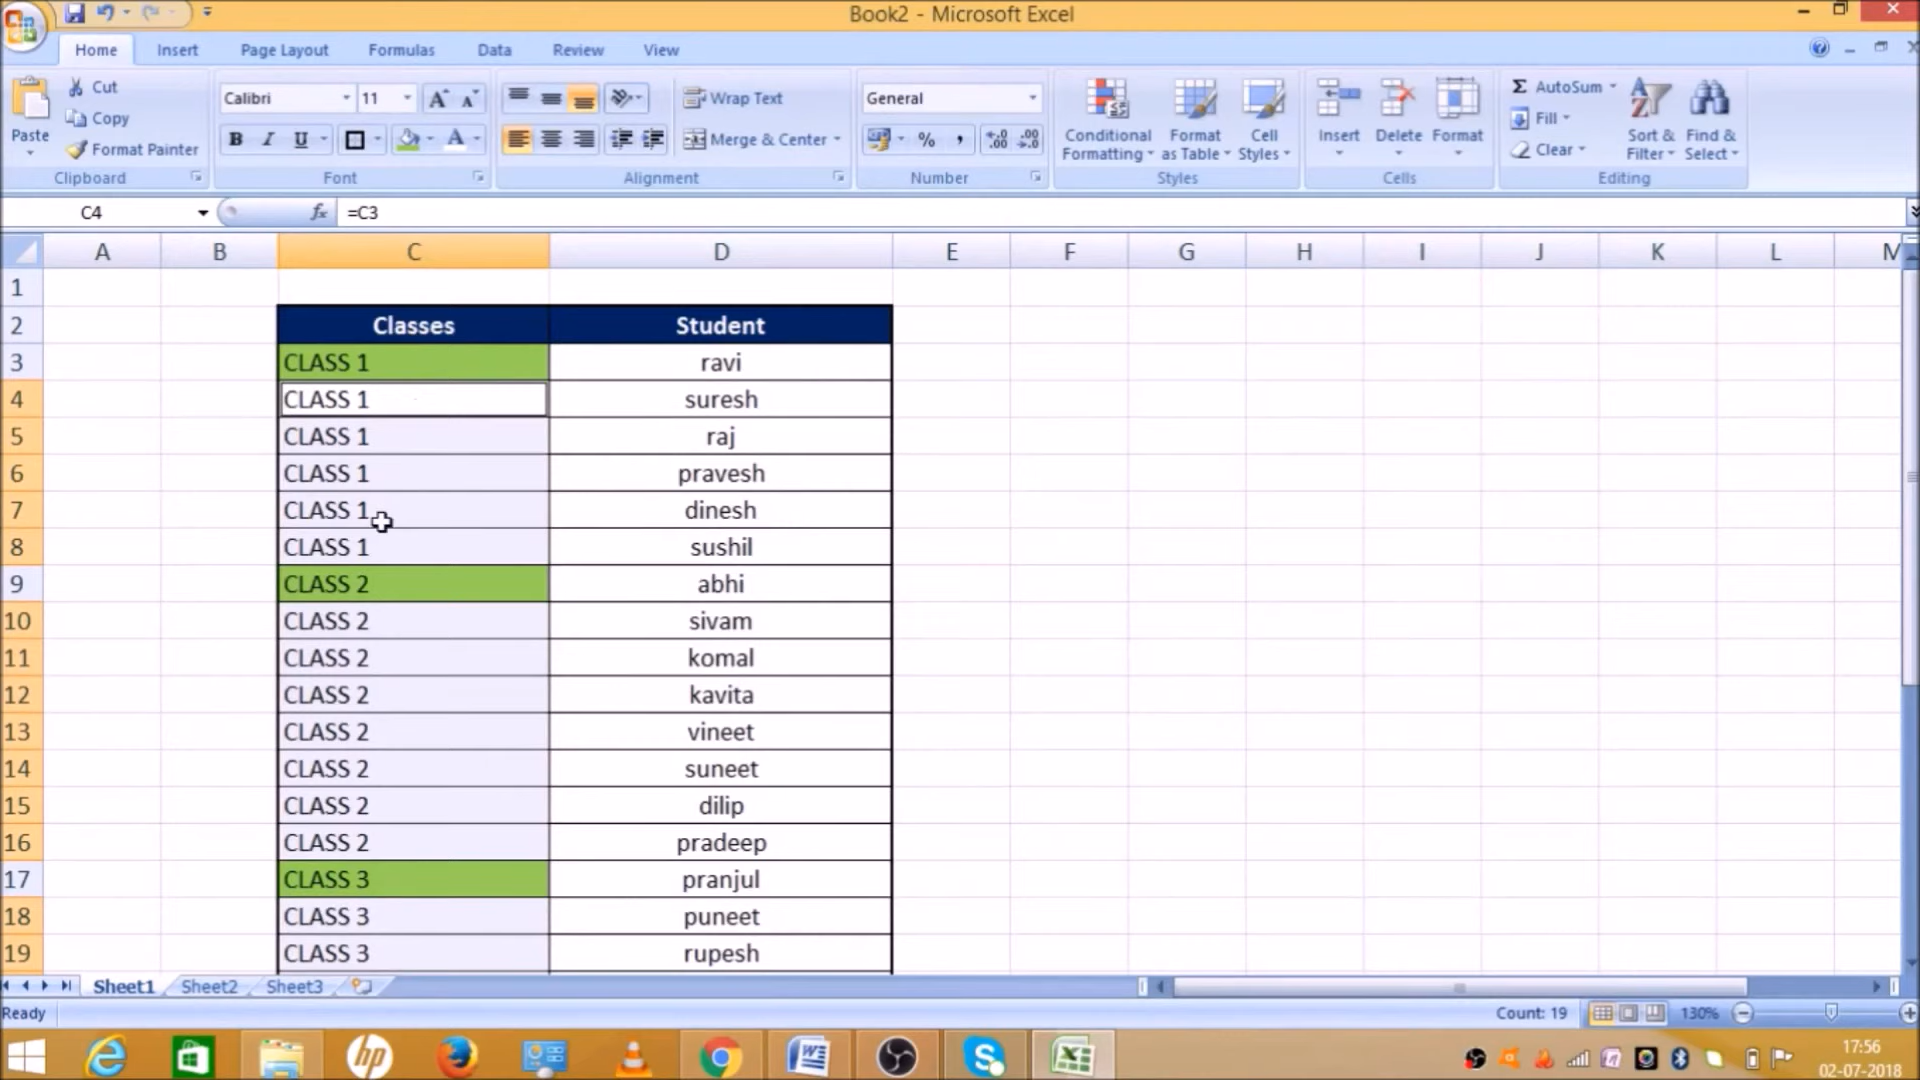 Book2 - Microsoft Excel
Home Insert Page Layout Formulas Data Review View
Paste
Cut
Copy
Format Painter
Clipboard
Calibri 11
B I U
Font
Wrap Text
Merge & Center
Alignment
General
% ,
Number
Conditional Formatting
Format as Table
Cell Styles
Styles
Insert Delete Format
Cells
Σ AutoSum
Fill
Clear
Sort & Filter
Find & Select
Editing
C4 fx =C3
A B C D E F G H I J K L M
1
2 Classes Student
3 CLASS 1 ravi
4 CLASS 1 suresh
5 CLASS 1 raj
6 CLASS 1 pravesh
7 CLASS 1 dinesh
8 CLASS 1 sushil
9 CLASS 2 abhi
10 CLASS 2 sivam
11 CLASS 2 komal
12 CLASS 2 kavita
13 CLASS 2 vineet
14 CLASS 2 suneet
15 CLASS 2 dilip
16 CLASS 2 pradeep
17 CLASS 3 pranjul
18 CLASS 3 puneet
19 CLASS 3 rupesh
Sheet1 Sheet2 Sheet3
Ready Count: 19 130%
17:56
02-07-2018